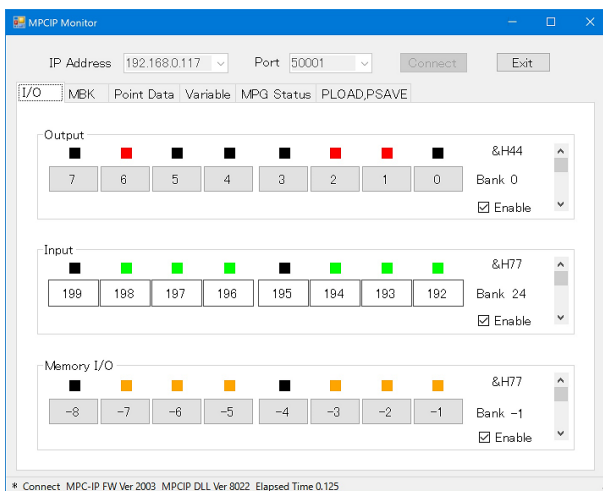 MPCIP Monitor
IP Address 192.168.0.117 Port 50001 Connect Exit
I/O MBK Point Data Variable MPG Status PLOAD,PSAVE
Output
&H44
7 6 5 4 3 2 1 0 Bank 0
Enable
Input
&H77
199 198 197 196 195 194 193 192 Bank 24
Enable
Memory I/O
&H77
-8 -7 -6 -5 -4 -3 -2 -1 Bank -1
Enable
* Connect MPC-IP FW Ver 2003 MPCIP DLL Ver 8022 Elapsed Time 0.125